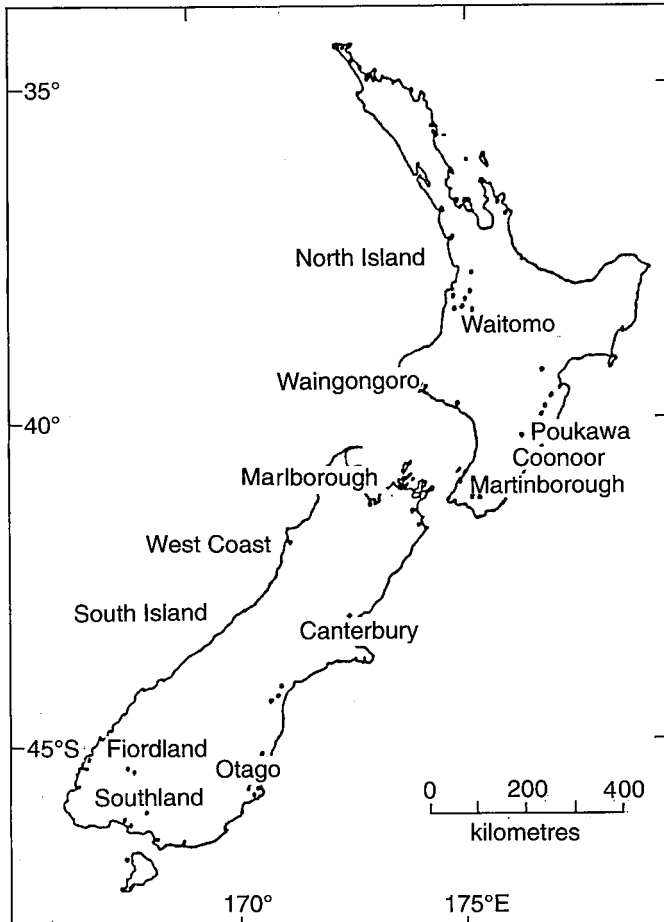 35°
North Island
Waitomo
Waingongoro
40°
Poukawa
Coonoor
Marlborough
Martinborough
West Coast
South Island
Canterbury
45°S
Fiordland
Otago
Southland
0 200 400
kilometres
170° 175°E